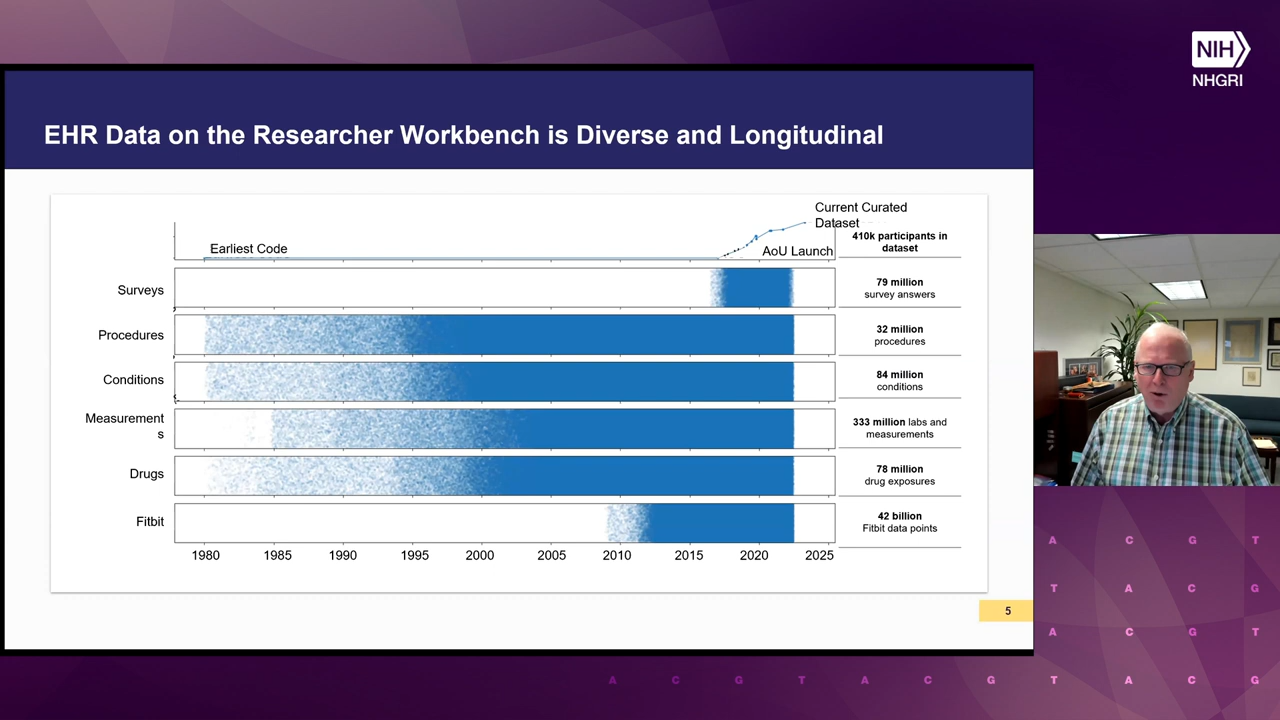 NIH
NHGRI
EHR Data on the Researcher Workbench is Diverse and Longitudinal
Current Curated
Dataset
Earliest Code
AoU Launch
410k participants in
dataset
Surveys
79 million
survey answers
Procedures
32 million
procedures
Conditions
84 million
conditions
Measurement
s
333 million labs and
measurements
Drugs
78 million
drug exposures
Fitbit
42 billion
Fitbit data points
1980 1985 1990 1995 2000 2005 2010 2015 2020 2025
5
A C G T
T A C G
A C G T
A C G T A C G T A C G